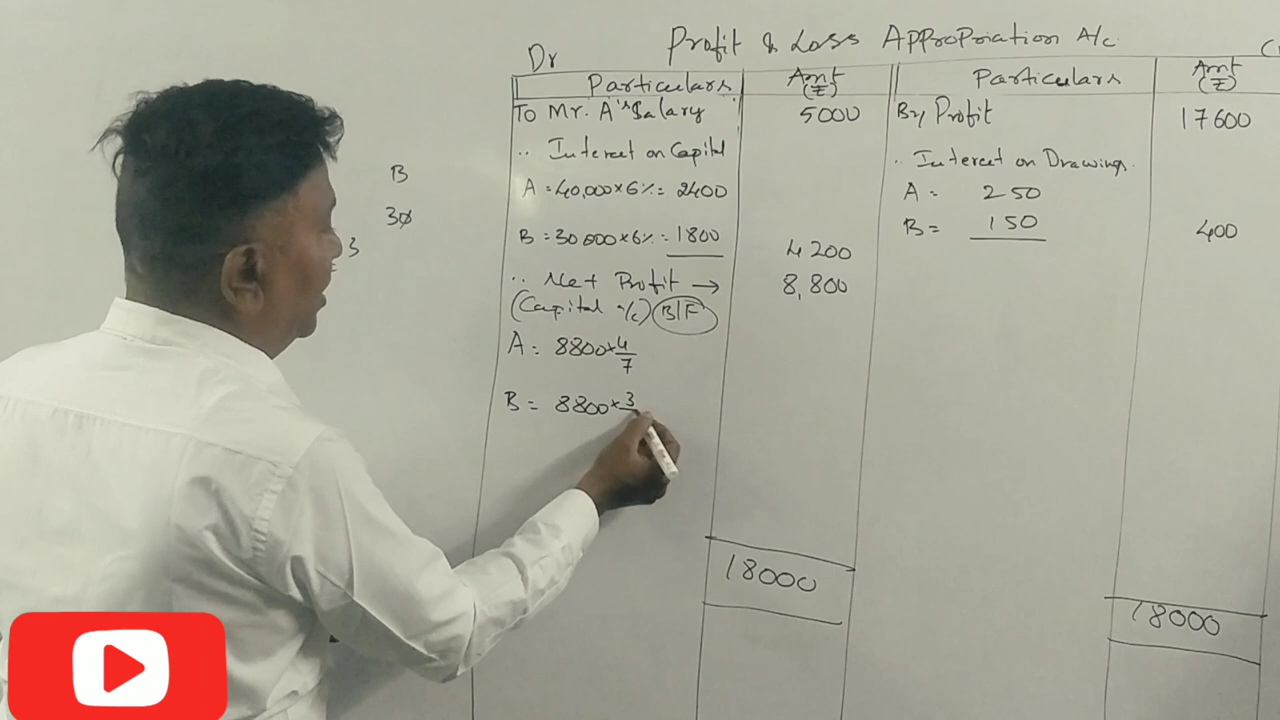 Profit & Loss Appropriation A/c
Dr
Particulars Amt (₹) Particulars Amt (₹)
To Mr. A's Salary 5000 By Profit 17600
.. Interest on Capital .. Interest on Drawings.
A = 40,000 × 6% = 2400 A = 250
B = 30000 × 6% = 1800 4200 B = 150 400
.. Net Profit → 8,800
(Capital A/c) B/F
A = 8800 × 4/7
B = 8800 × 3
18000 18000
B
30
3